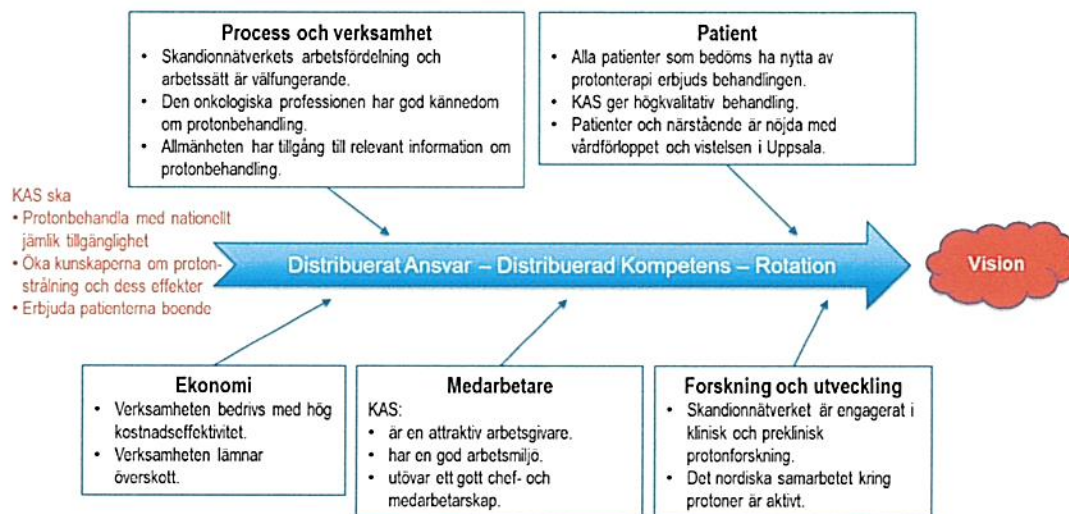 Process och verksamhet
• Skandionnätverkets arbetsfördelning och
arbetssätt är välfungerande.
• Den onkologiska professionen har god kännedom
om protonbehandling.
• Allmänheten har tillgång till relevant information om
protonbehandling.
Patient
• Alla patienter som bedöms ha nytta av
protonterapi erbjuds behandlingen.
• KAS ger högkvalitativ behandling.
• Patienter och närstående är nöjda med
vårdförloppet och vistelsen i Uppsala.
KAS ska
• Protonbehandla med nationellt
jämlik tillgänglighet
• Öka kunskaperna om proton-
strålning och dess effekter
• Erbjuda patienterna boende
Distribuerat Ansvar – Distribuerad Kompetens – Rotation
Vision
Ekonomi
• Verksamheten bedrivs med hög
kostnadseffektivitet.
• Verksamheten lämnar
överskott.
Medarbetare
KAS:
• är en attraktiv arbetsgivare.
• har en god arbetsmiljö.
• utövar ett gott chef- och
medarbetarskap.
Forskning och utveckling
• Skandionnätverket är engagerat i
klinisk och preklinisk
protonforskning.
• Det nordiska samarbetet kring
protoner är aktivt.